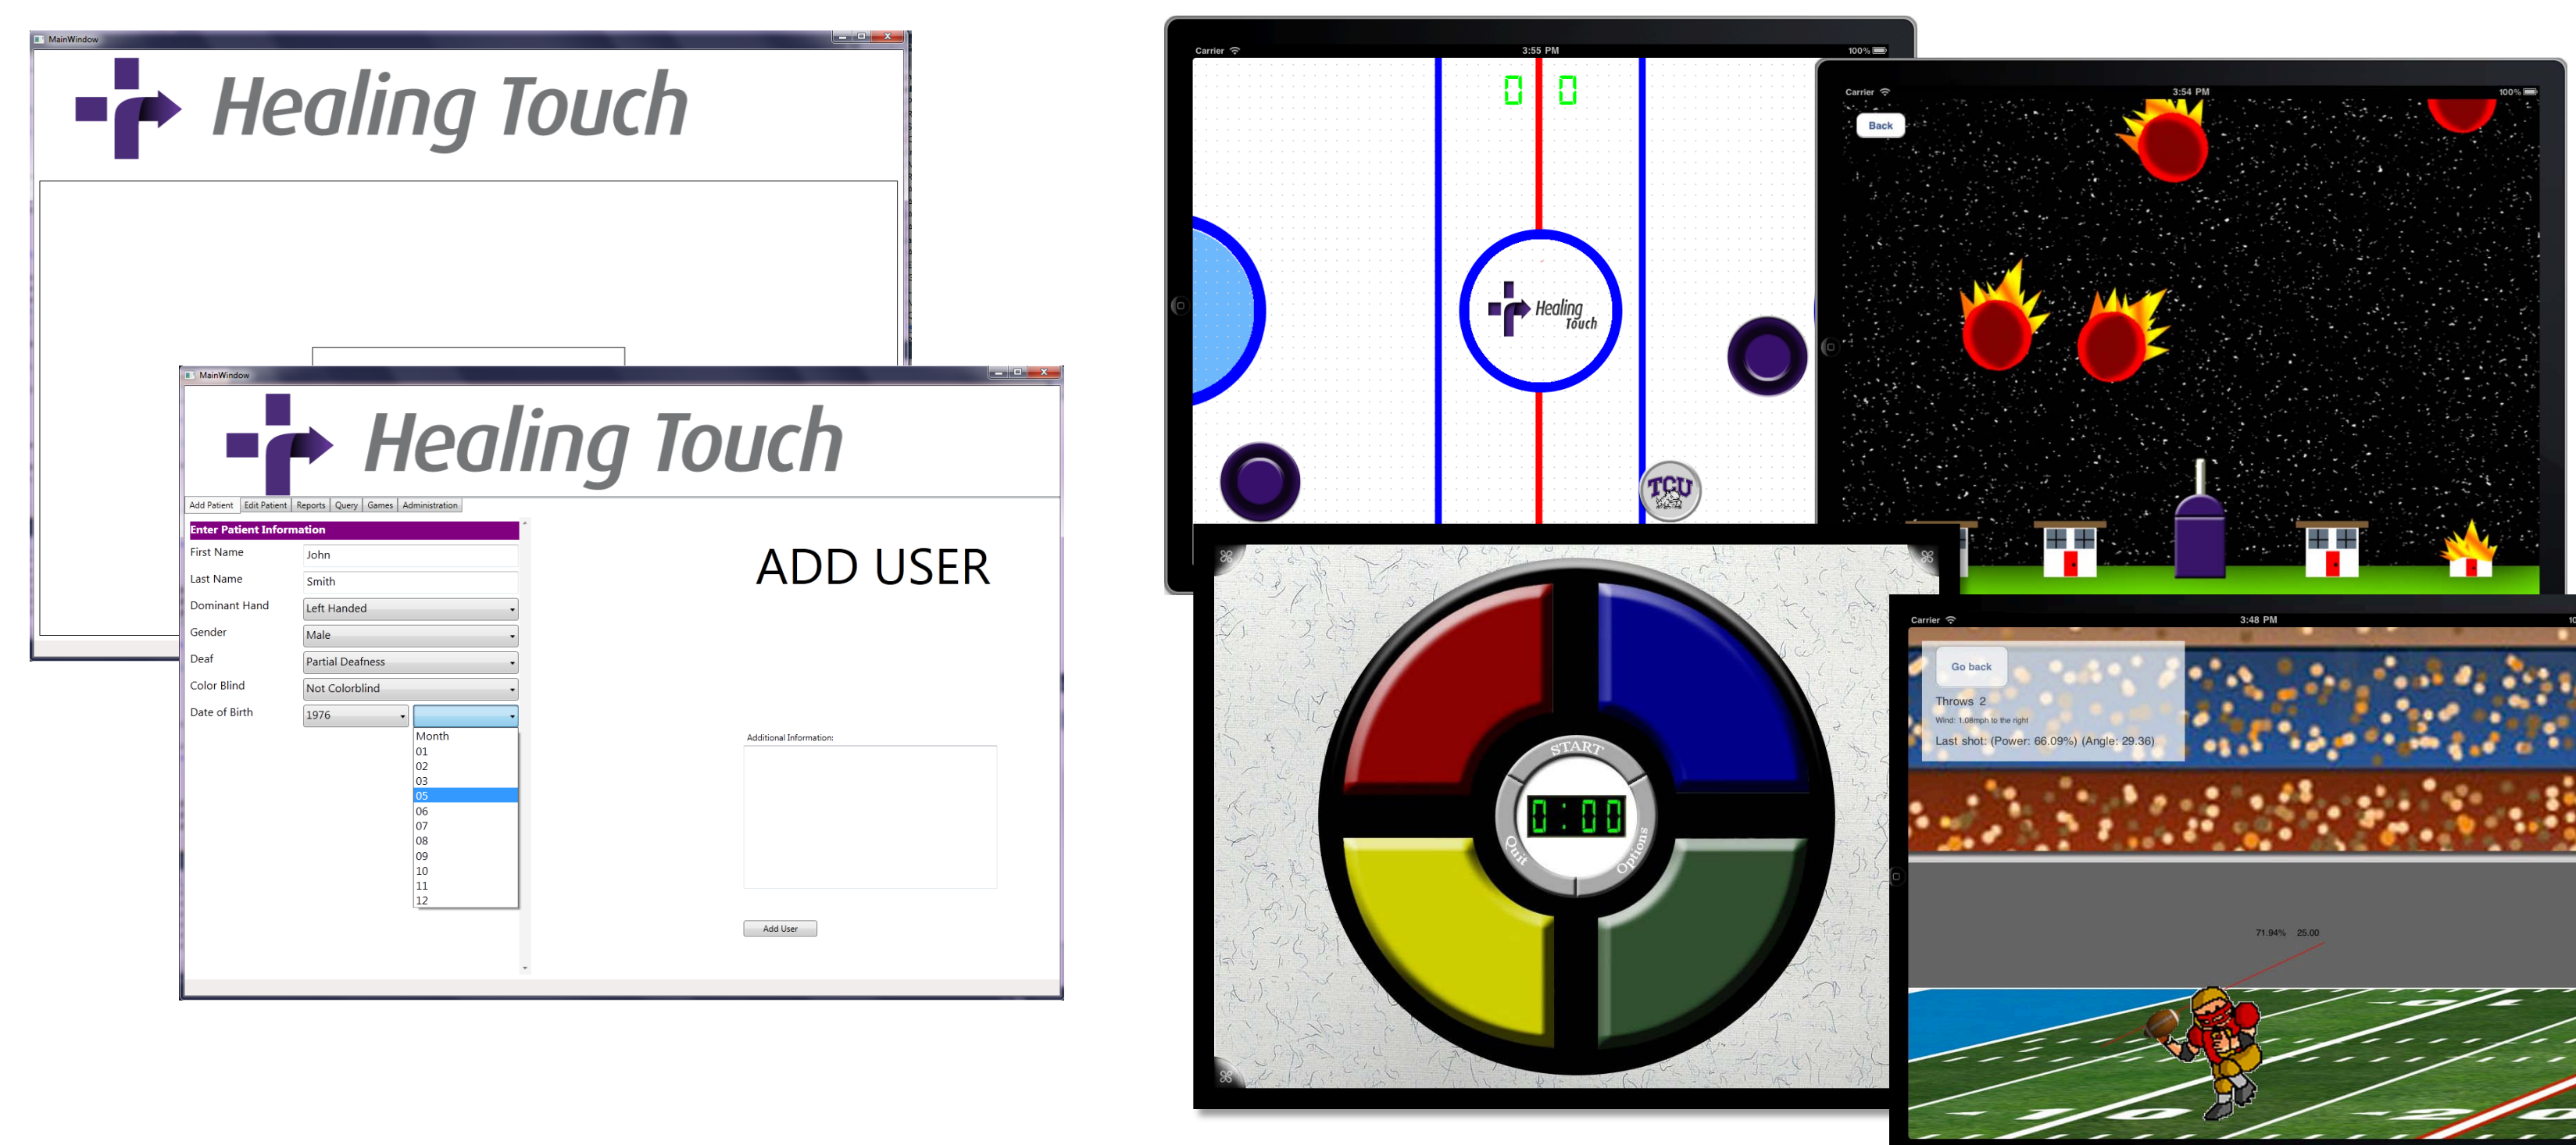 MainWindow
Healing Touch
MainWindow
Healing Touch
Add Patient Edit Patient Reports Query Games Administration
Enter Patient Information
First Name John
Last Name Smith
Dominant Hand Left Handed
Gender Male
Deaf Partial Deafness
Color Blind Not Colorblind
Date of Birth 1976
Month
01
02
03
05
06
07
08
09
10
11
12
ADD USER
Additional Information:
Add User
Carrier 3:55 PM 100%
0 0
Healing
Touch
TCU
Carrier 3:54 PM 100%
Back
START
0:00
Quit Options
Carrier 3:48 PM 10
Go back
Throws 2
Wind: 1.08mph to the right
Last shot: (Power: 66.09%) (Angle: 29.36)
71.94% 25.00